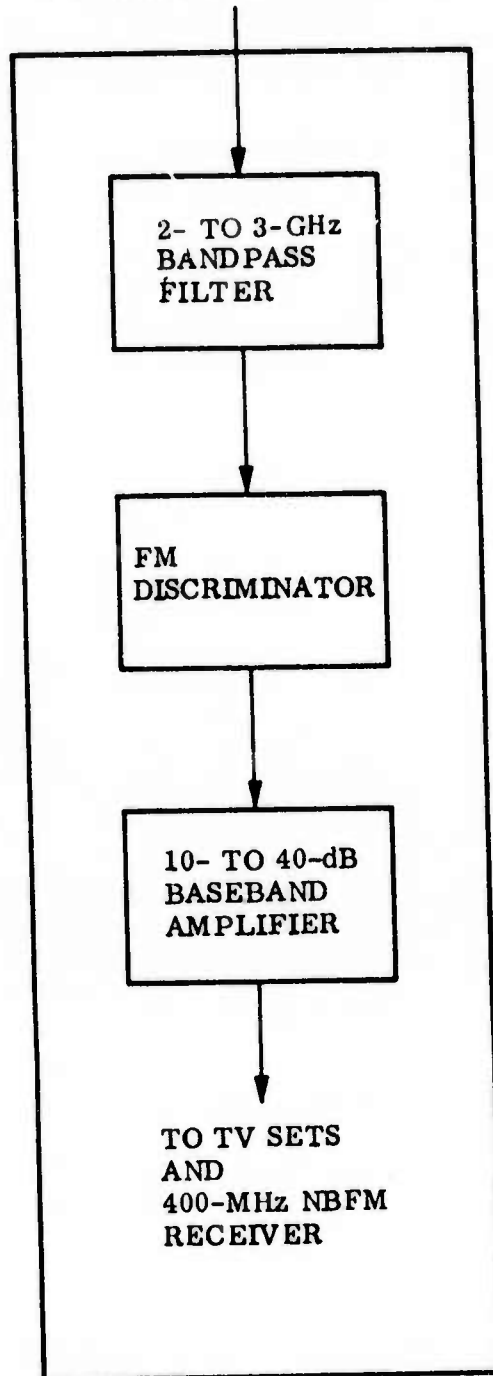 2- TO 3-GHz
BANDPASS
FILTER
FM
DISCRIMINATOR
10- TO 40-dB
BASEBAND
AMPLIFIER
TO TV SETS
AND
400-MHz NBFM
RECEIVER